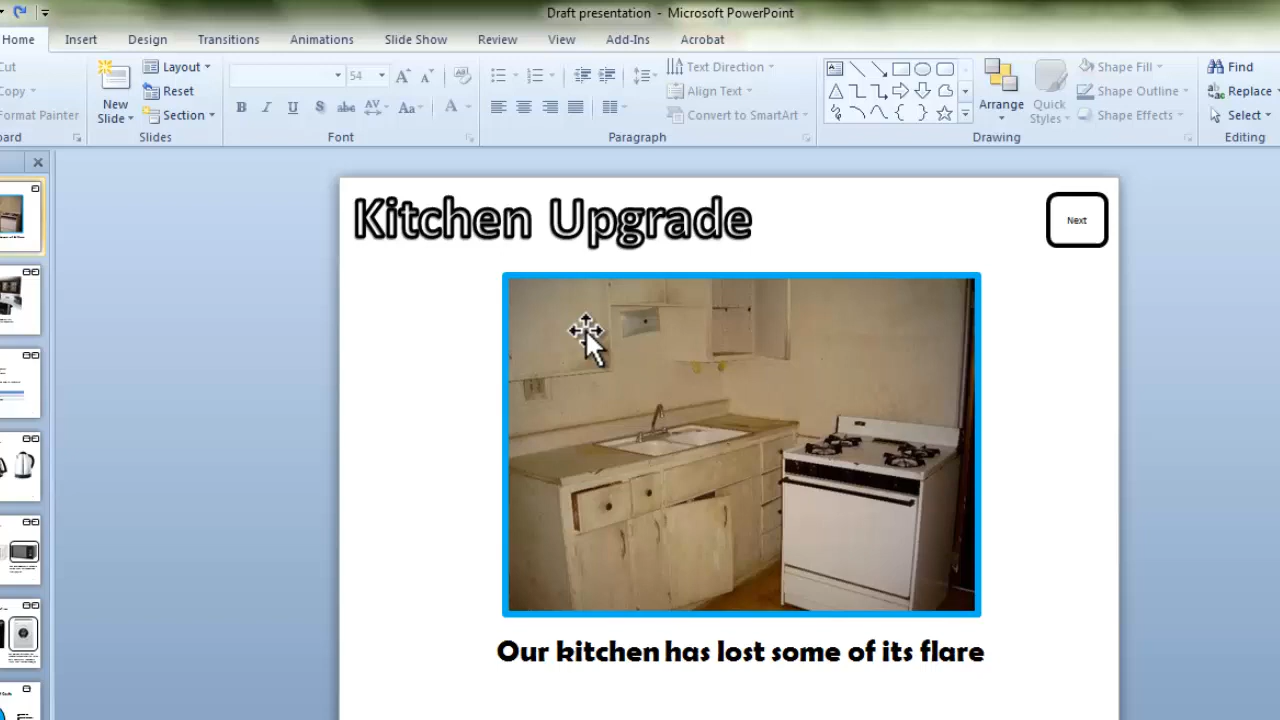 Draft presentation - Microsoft PowerPoint
Home Insert Design Transitions Animations Slide Show Review View Add-Ins Acrobat
Cut
Copy
Format Painter
New
Slide
Layout
Reset
Section
Slides
54
B I U S abc AV Aa A
Font
Text Direction
Align Text
Convert to SmartArt
Paragraph
Arrange
Quick
Styles
Shape Fill
Shape Outline
Shape Effects
Drawing
Find
Replace
Select
Editing
Kitchen Upgrade
Next
Our kitchen has lost some of its flare